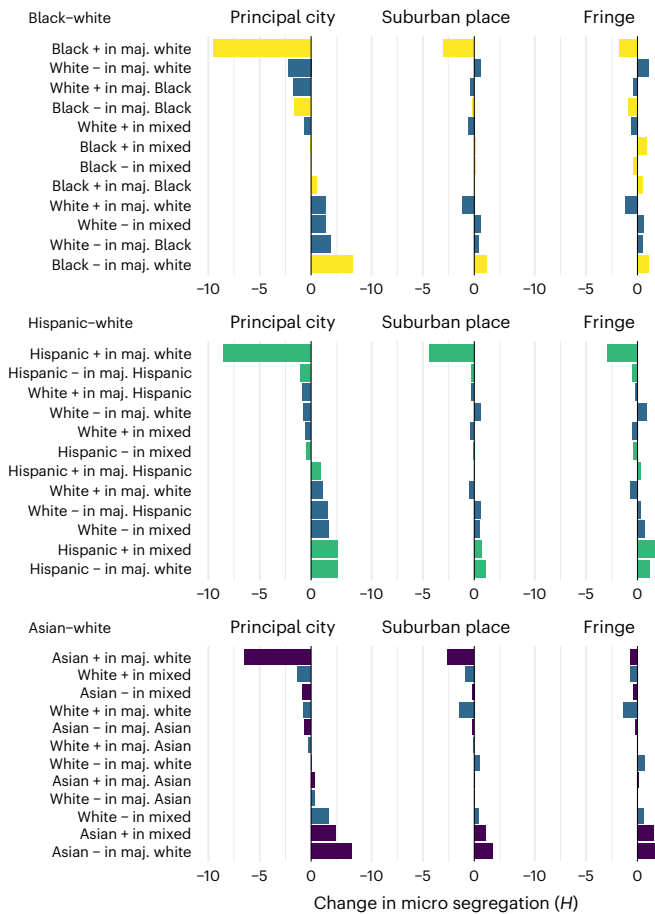 Black–white Principal city Suburban place Fringe
Black + in maj. white
White − in maj. white
White + in maj. Black
Black − in maj. Black
White + in mixed
Black + in mixed
Black − in mixed
Black + in maj. Black
White + in maj. white
White − in mixed
White − in maj. Black
Black − in maj. white
−10 −5 0 −10 −5 0 −10 −5 0
Hispanic–white Principal city Suburban place Fringe
Hispanic + in maj. white
Hispanic − in maj. Hispanic
White + in maj. Hispanic
White − in maj. white
White + in mixed
Hispanic − in mixed
Hispanic + in maj. Hispanic
White + in maj. white
White − in maj. Hispanic
White − in mixed
Hispanic + in mixed
Hispanic − in maj. white
−10 −5 0 −10 −5 0 −10 −5 0
Asian–white Principal city Suburban place Fringe
Asian + in maj. white
White + in mixed
Asian − in mixed
White + in maj. white
Asian − in maj. Asian
White + in maj. Asian
White − in maj. white
Asian + in maj. Asian
White − in maj. Asian
White − in mixed
Asian + in mixed
Asian − in maj. white
−10 −5 0 −10 −5 0 −10 −5 0
Change in micro segregation (H)